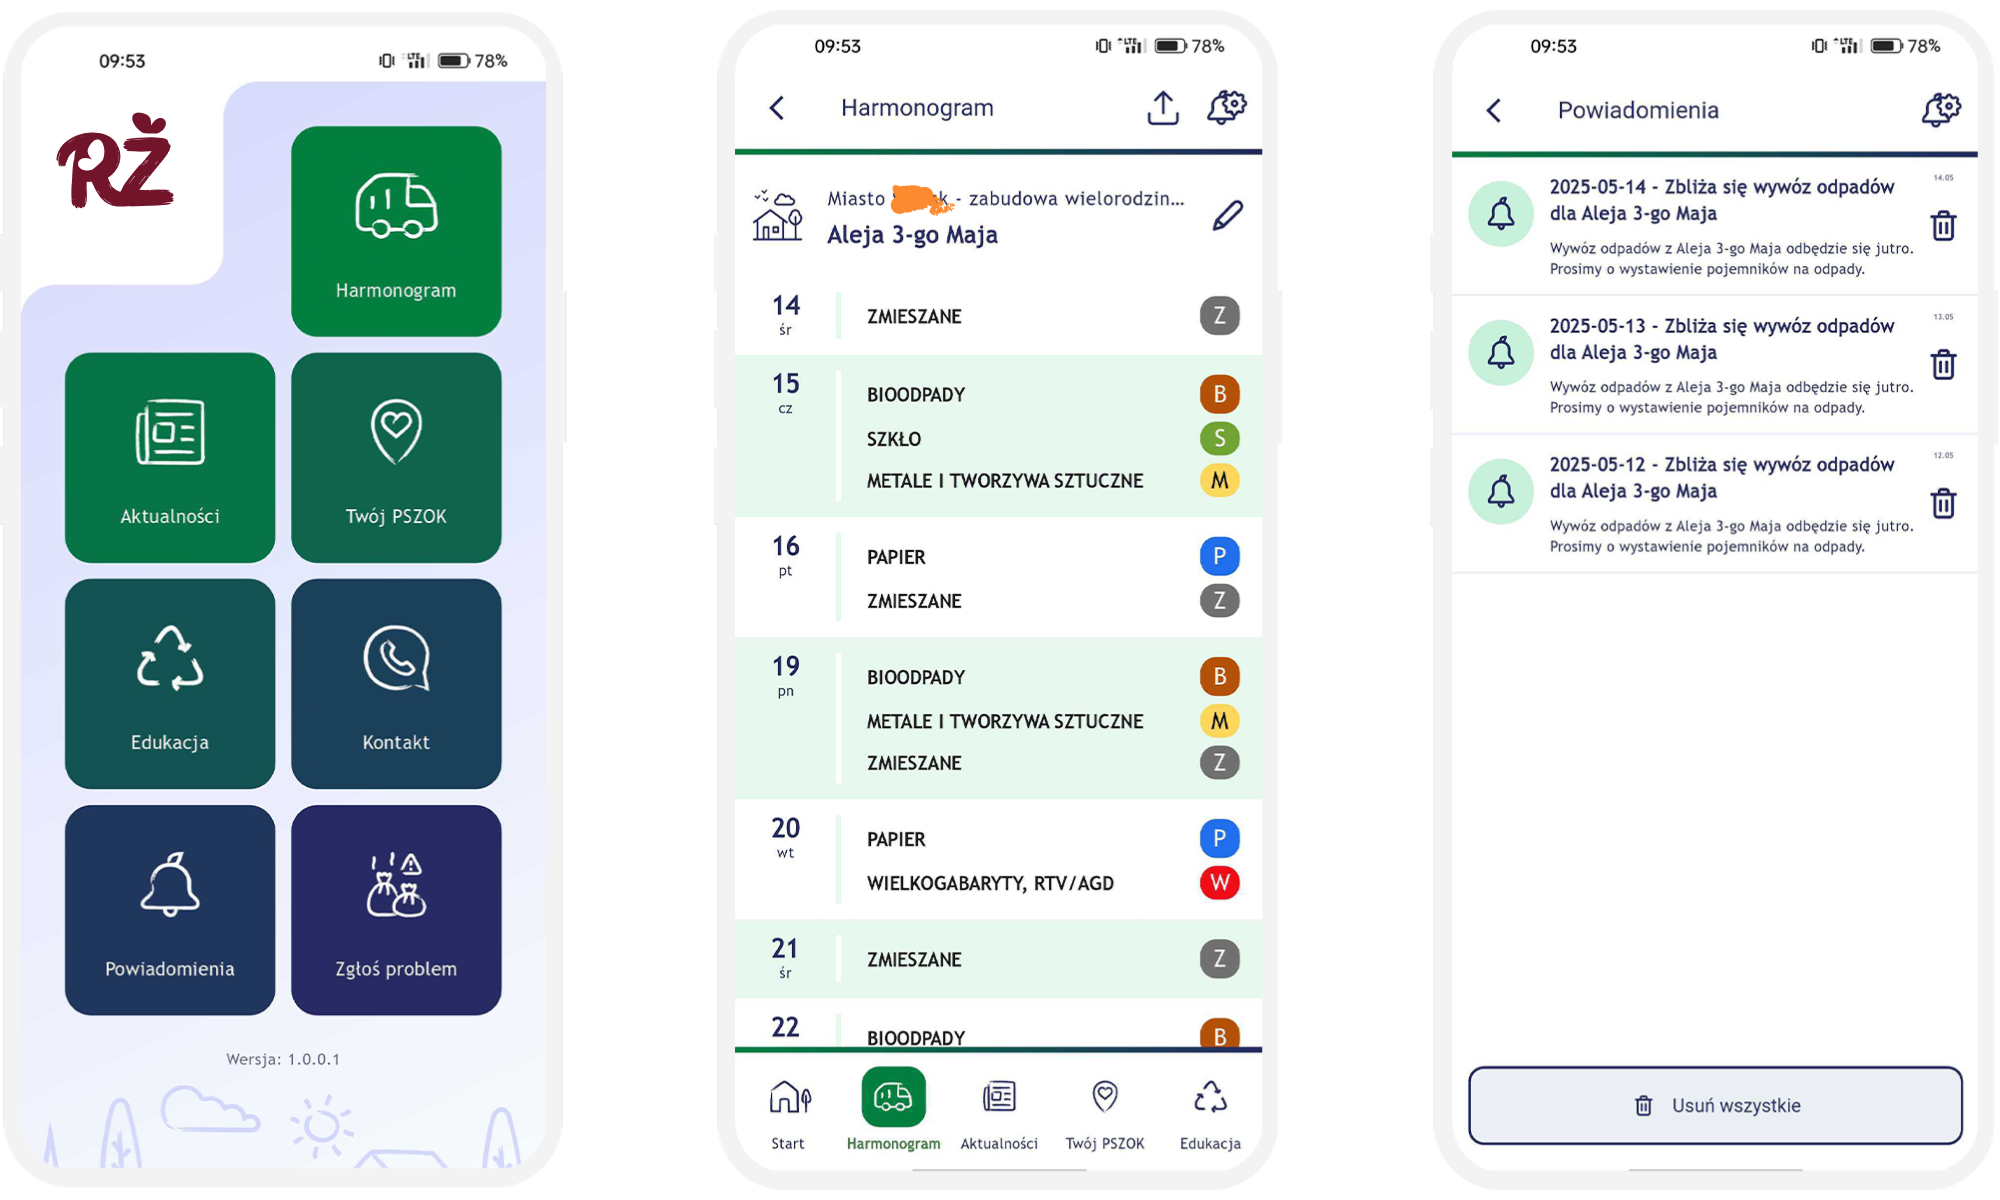 09:53
LTE
78%
RŽ
Harmonogram
Aktualności
Twój PSZOK
Edukacja
Kontakt
Powiadomienia
Zgłoś problem
Wersja: 1.0.0.1
09:53
LTE
78%
Harmonogram
Miasto - zabudowa wielorodzin...
Aleja 3-go Maja
14
śr
ZMIESZANE
Z
15
cz
BIOODPADY
B
SZKŁO
S
METALE I TWORZYWA SZTUCZNE
M
16
pt
PAPIER
P
ZMIESZANE
Z
19
pn
BIOODPADY
B
METALE I TWORZYWA SZTUCZNE
M
ZMIESZANE
Z
20
wt
PAPIER
P
WIELKOGABARYTY, RTV/AGD
W
21
śr
ZMIESZANE
Z
22
BIOODPADY
B
Start
Harmonogram
Aktualności
Twój PSZOK
Edukacja
09:53
LTE
78%
Powiadomienia
2025-05-14 - Zbliża się wywóz odpadów
dla Aleja 3-go Maja
14.05
Wywóz odpadów z Aleja 3-go Maja odbędzie się jutro.
Prosimy o wystawienie pojemników na odpady.
2025-05-13 - Zbliża się wywóz odpadów
dla Aleja 3-go Maja
13.05
Wywóz odpadów z Aleja 3-go Maja odbędzie się jutro.
Prosimy o wystawienie pojemników na odpady.
2025-05-12 - Zbliża się wywóz odpadów
dla Aleja 3-go Maja
12.05
Wywóz odpadów z Aleja 3-go Maja odbędzie się jutro.
Prosimy o wystawienie pojemników na odpady.
Usuń wszystkie